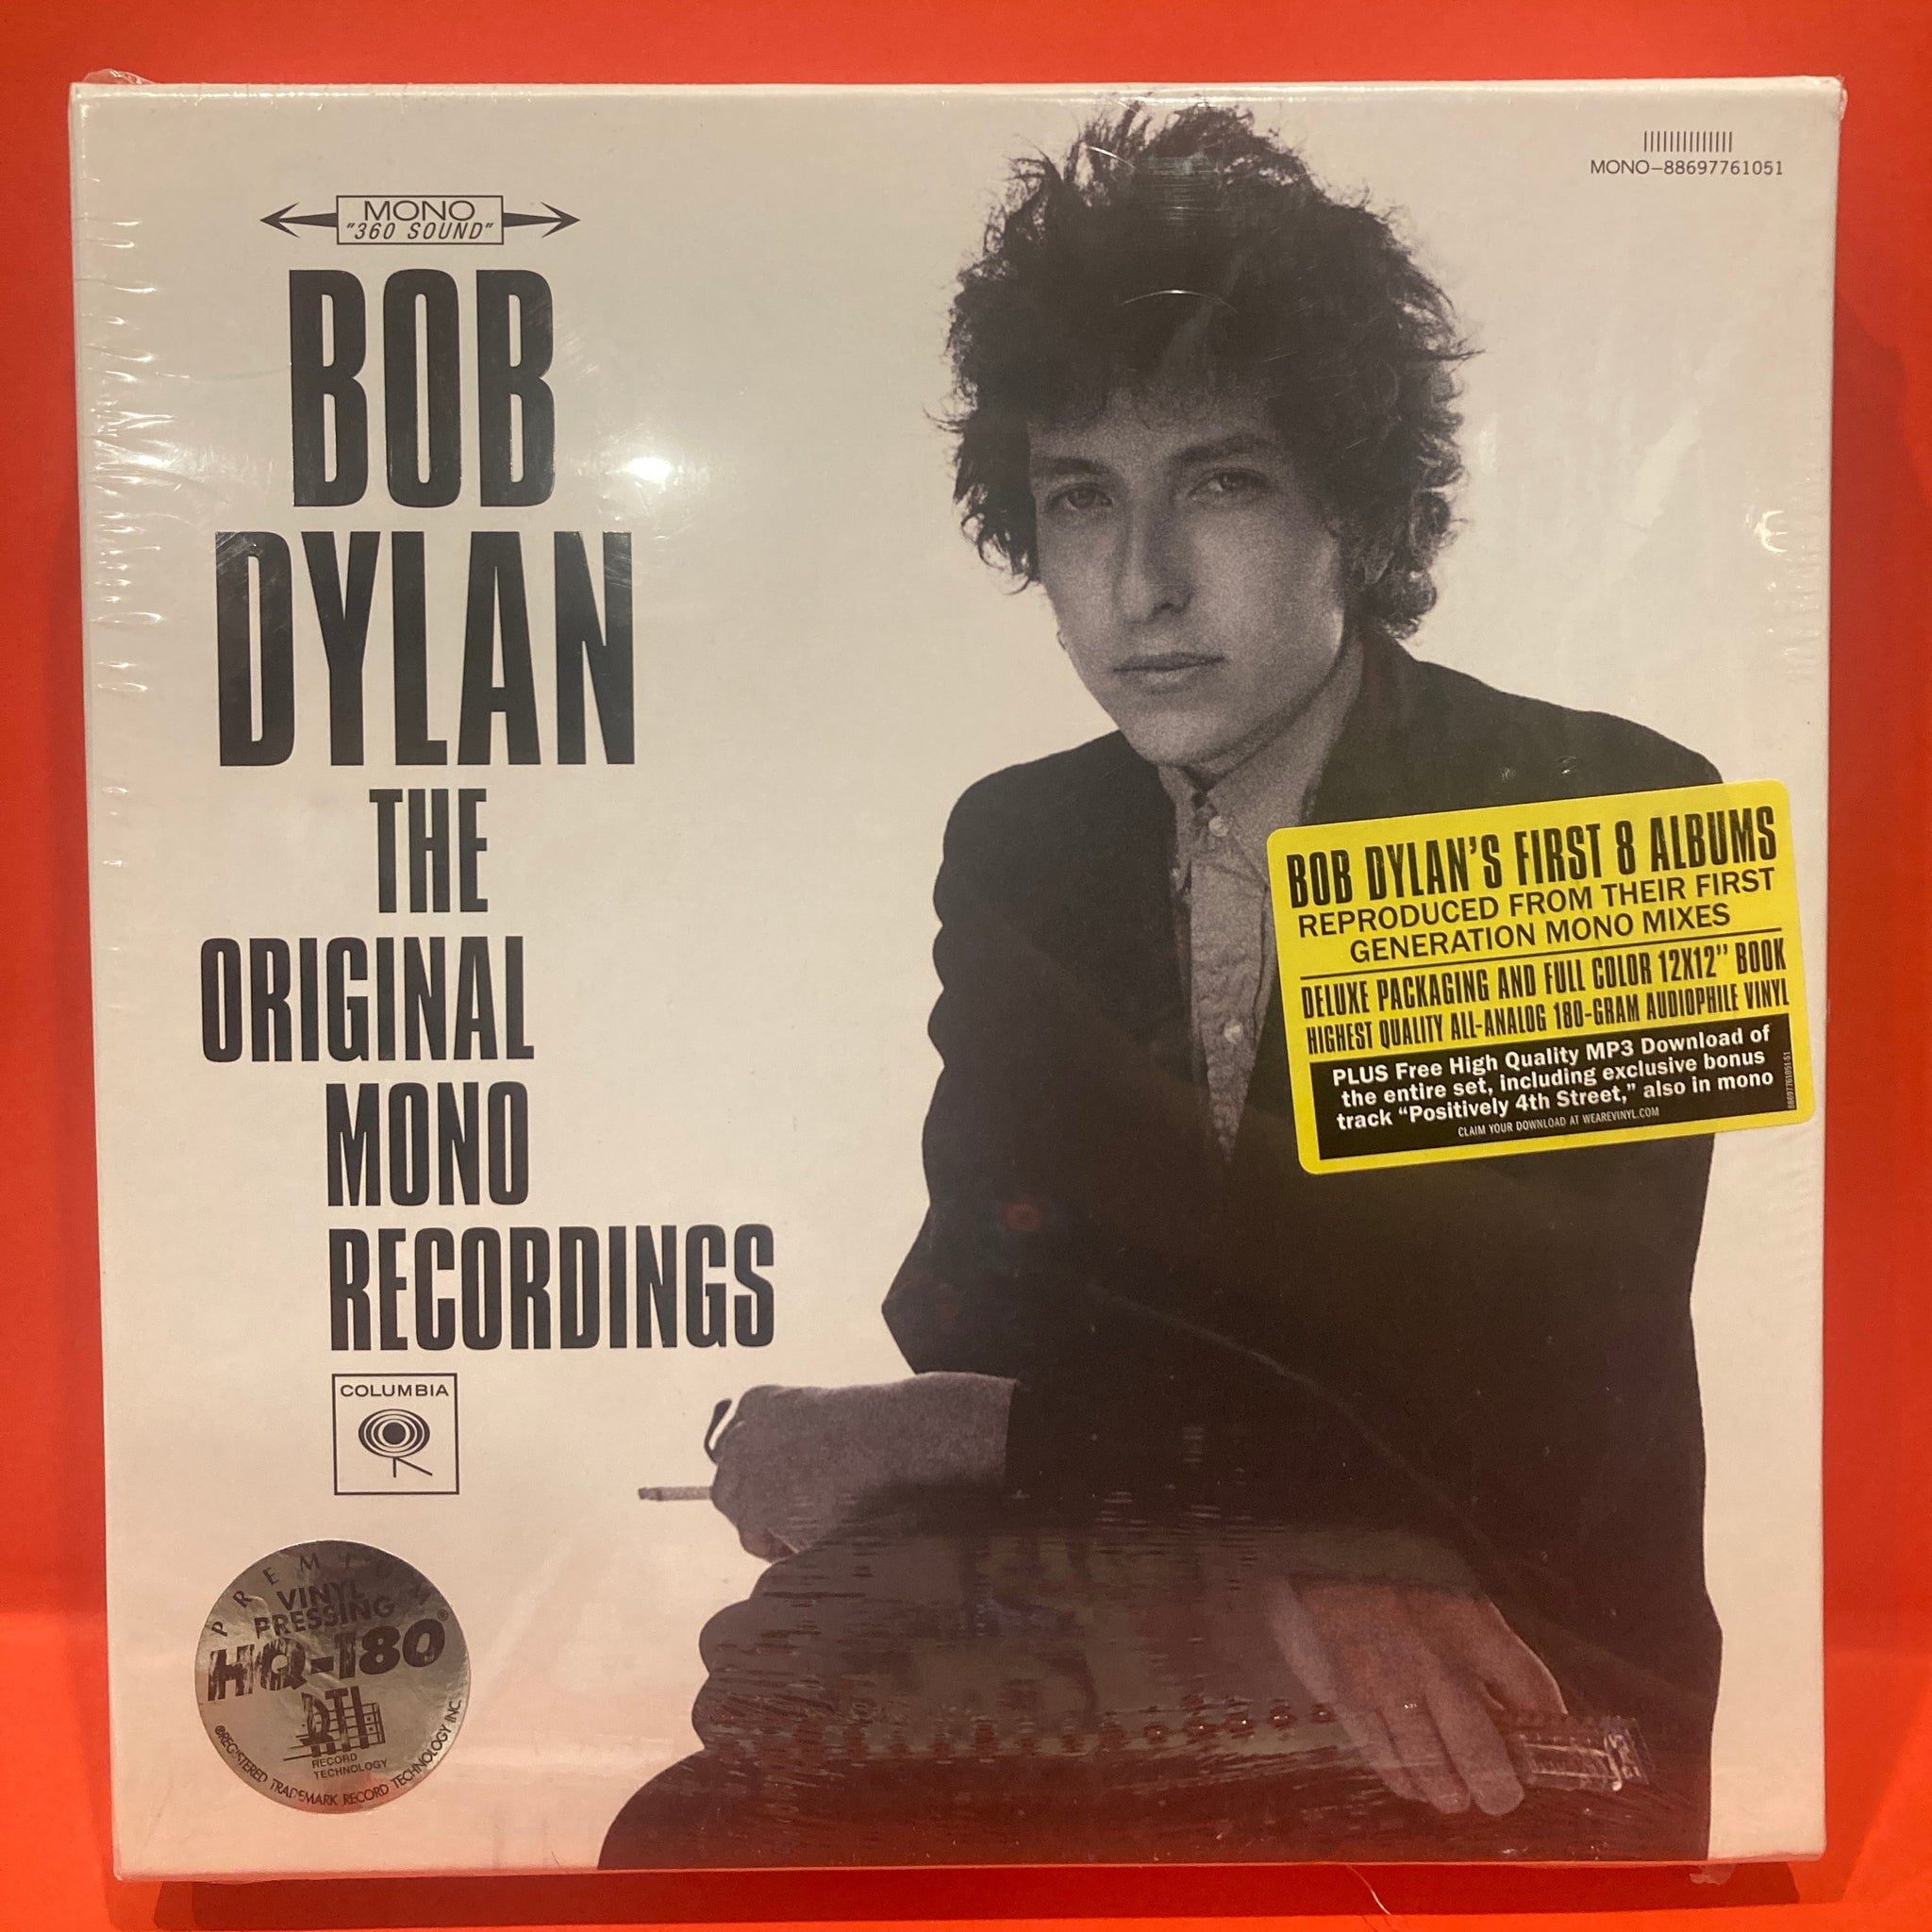 MONO-88697761051
MONO
"360 SOUND"
BOB
DYLAN
THE
ORIGINAL
MONO
RECORDINGS
COLUMBIA
BOB DYLAN'S FIRST 8 ALBUMS
REPRODUCED FROM THEIR FIRST
GENERATION MONO MIXES
DELUXE PACKAGING AND FULL COLOR 12X12" BOOK
HIGHEST QUALITY ALL-ANALOG 180-GRAM AUDIOPHILE VINYL
PLUS Free High Quality MP3 Download of
the entire set, including exclusive bonus
track "Positively 4th Street," also in mono
CLAIM YOUR DOWNLOAD AT WEAREVINYL.COM
PREMIUM
VINYL
PRESSING
HQ-180®
RTI
RECORD
TECHNOLOGY
®REGISTERED TRADEMARK RECORD TECHNOLOGY INC.